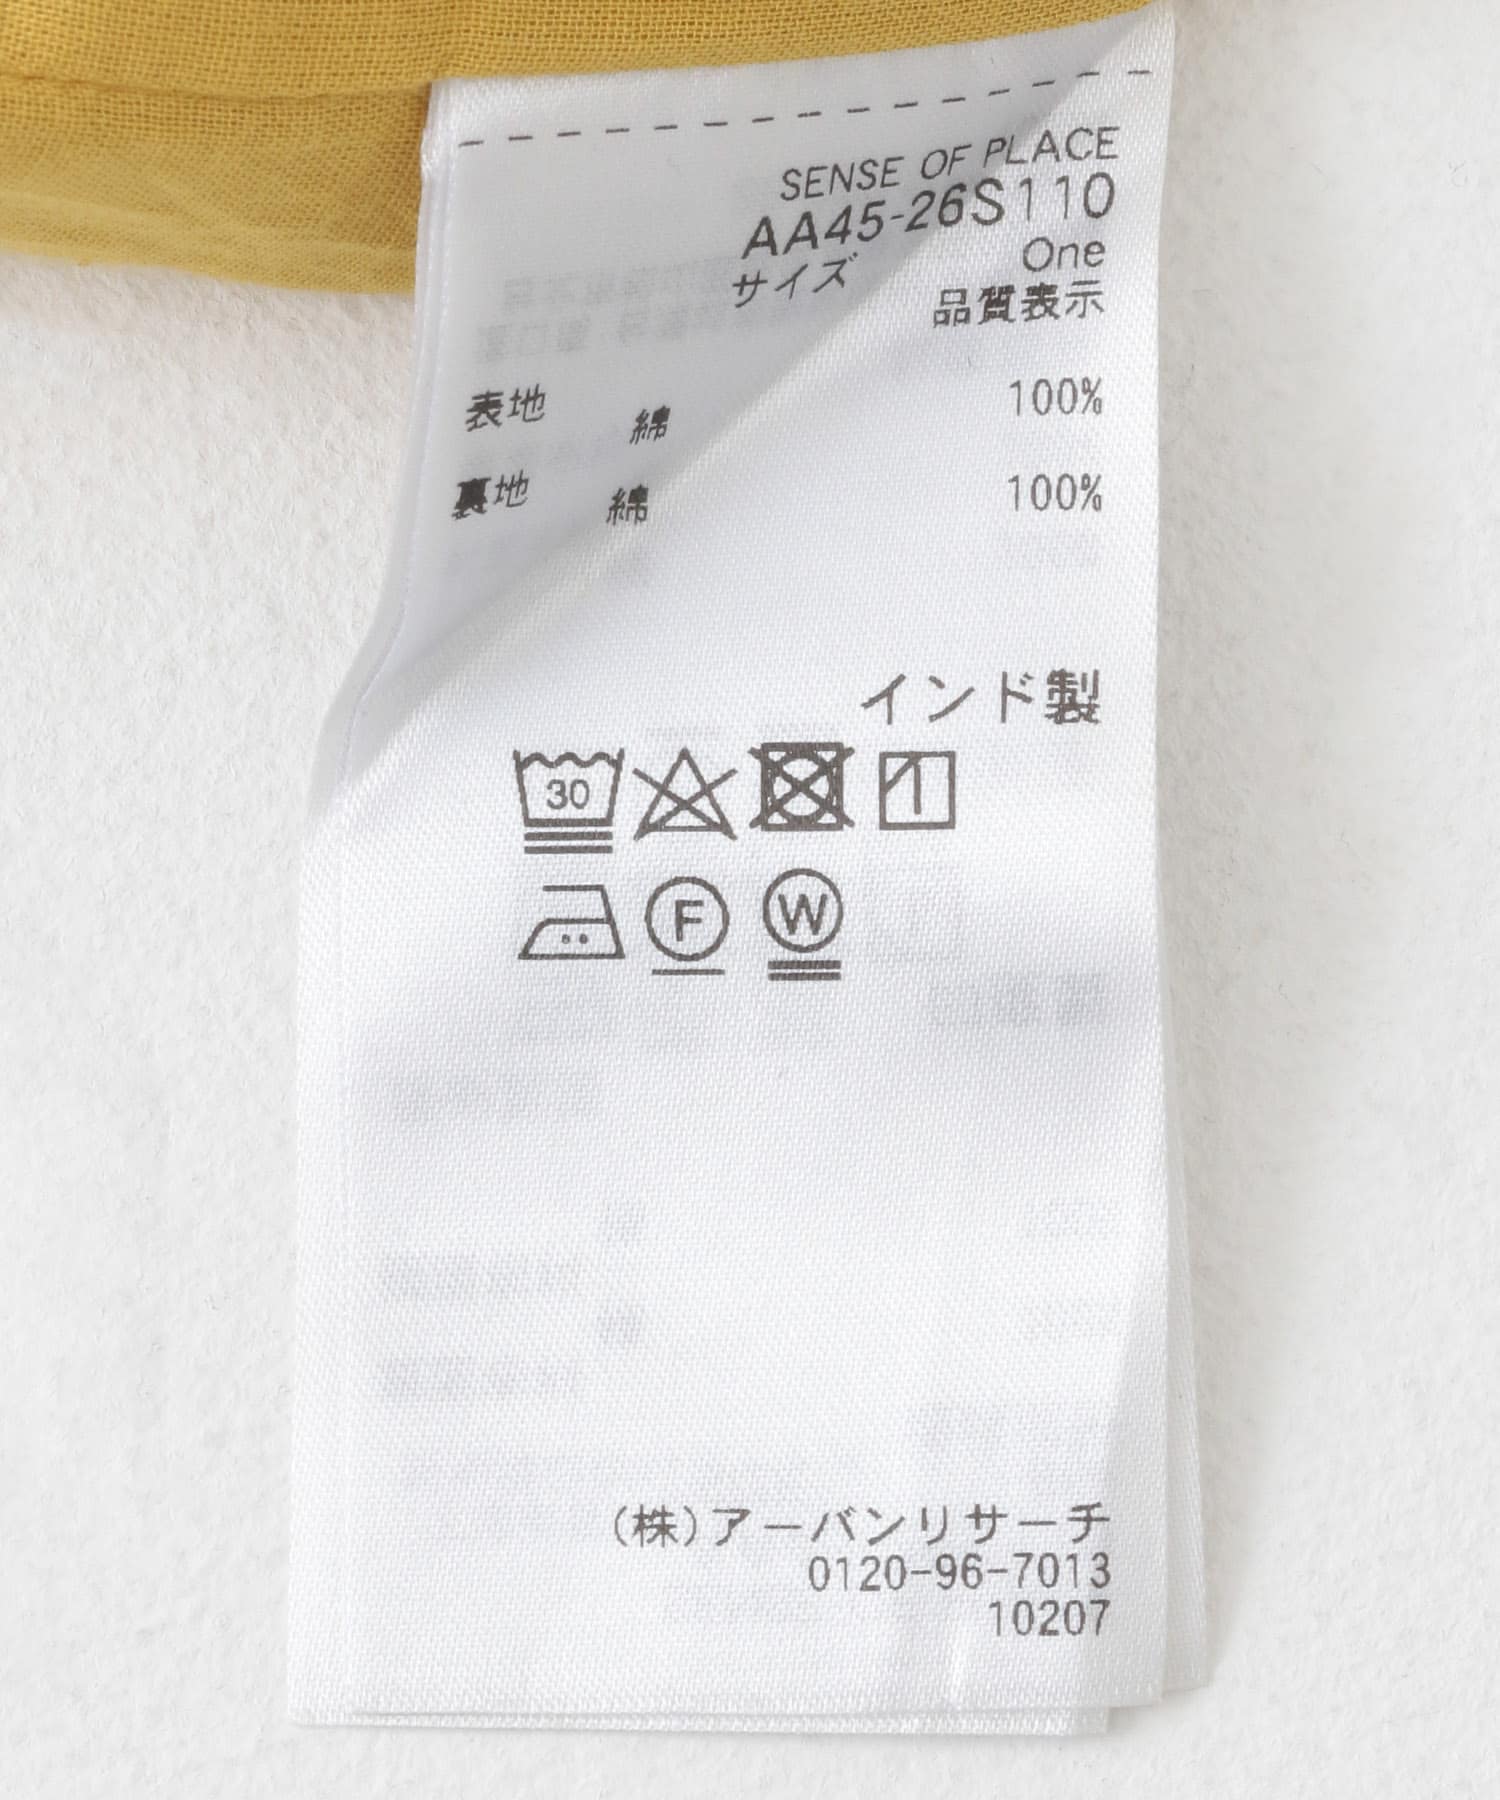 SENSE OF PLACE
AA45-26S110
サイズ One
品質表示
表地 綿 100%
裏地 綿 100%
インド製
30
F W
(株)アーバンリサーチ
0120-96-7013
10207